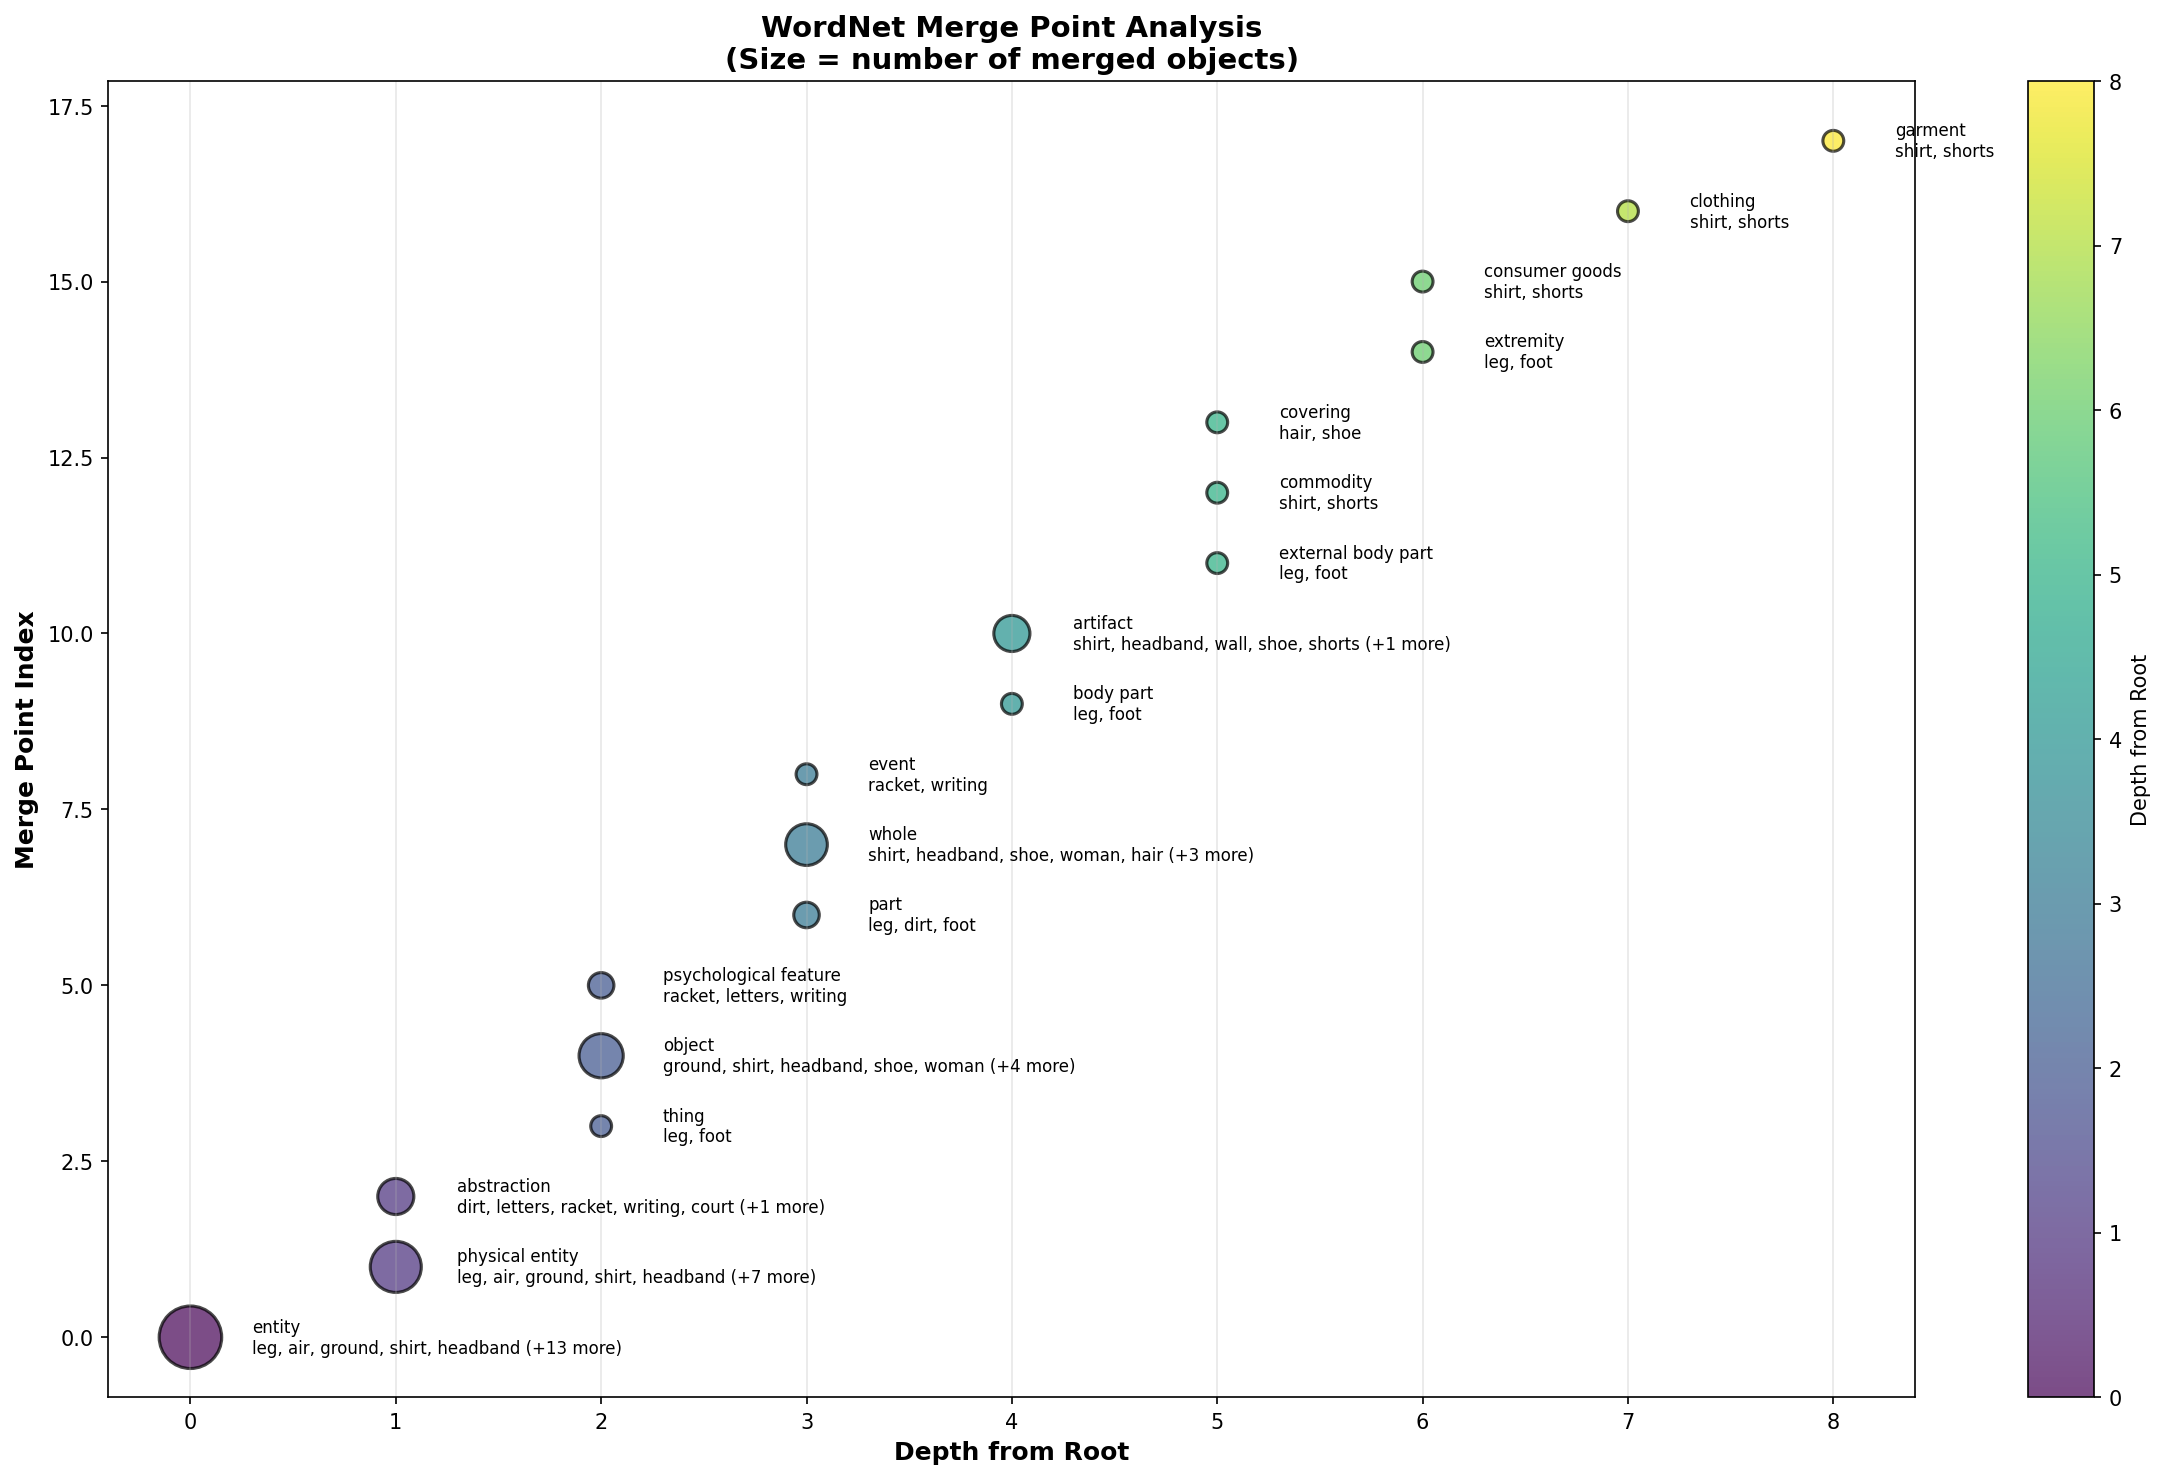 WordNet Merge Point Analysis
(Size = number of merged objects)
Merge Point Index
17.5
15.0
12.5
10.0
7.5
5.0
2.5
0.0
garment
shirt, shorts
clothing
shirt, shorts
consumer goods
shirt, shorts
extremity
leg, foot
covering
hair, shoe
commodity
shirt, shorts
external body part
leg, foot
artifact
shirt, headband, wall, shoe, shorts (+1 more)
body part
leg, foot
event
racket, writing
whole
shirt, headband, shoe, woman, hair (+3 more)
part
leg, dirt, foot
psychological feature
racket, letters, writing
object
ground, shirt, headband, shoe, woman (+4 more)
thing
leg, foot
abstraction
dirt, letters, racket, writing, court (+1 more)
physical entity
leg, air, ground, shirt, headband (+7 more)
entity
leg, air, ground, shirt, headband (+13 more)
0 1 2 3 4 5 6 7 8
Depth from Root
8
7
6
5
4
3
2
1
0
Depth from Root